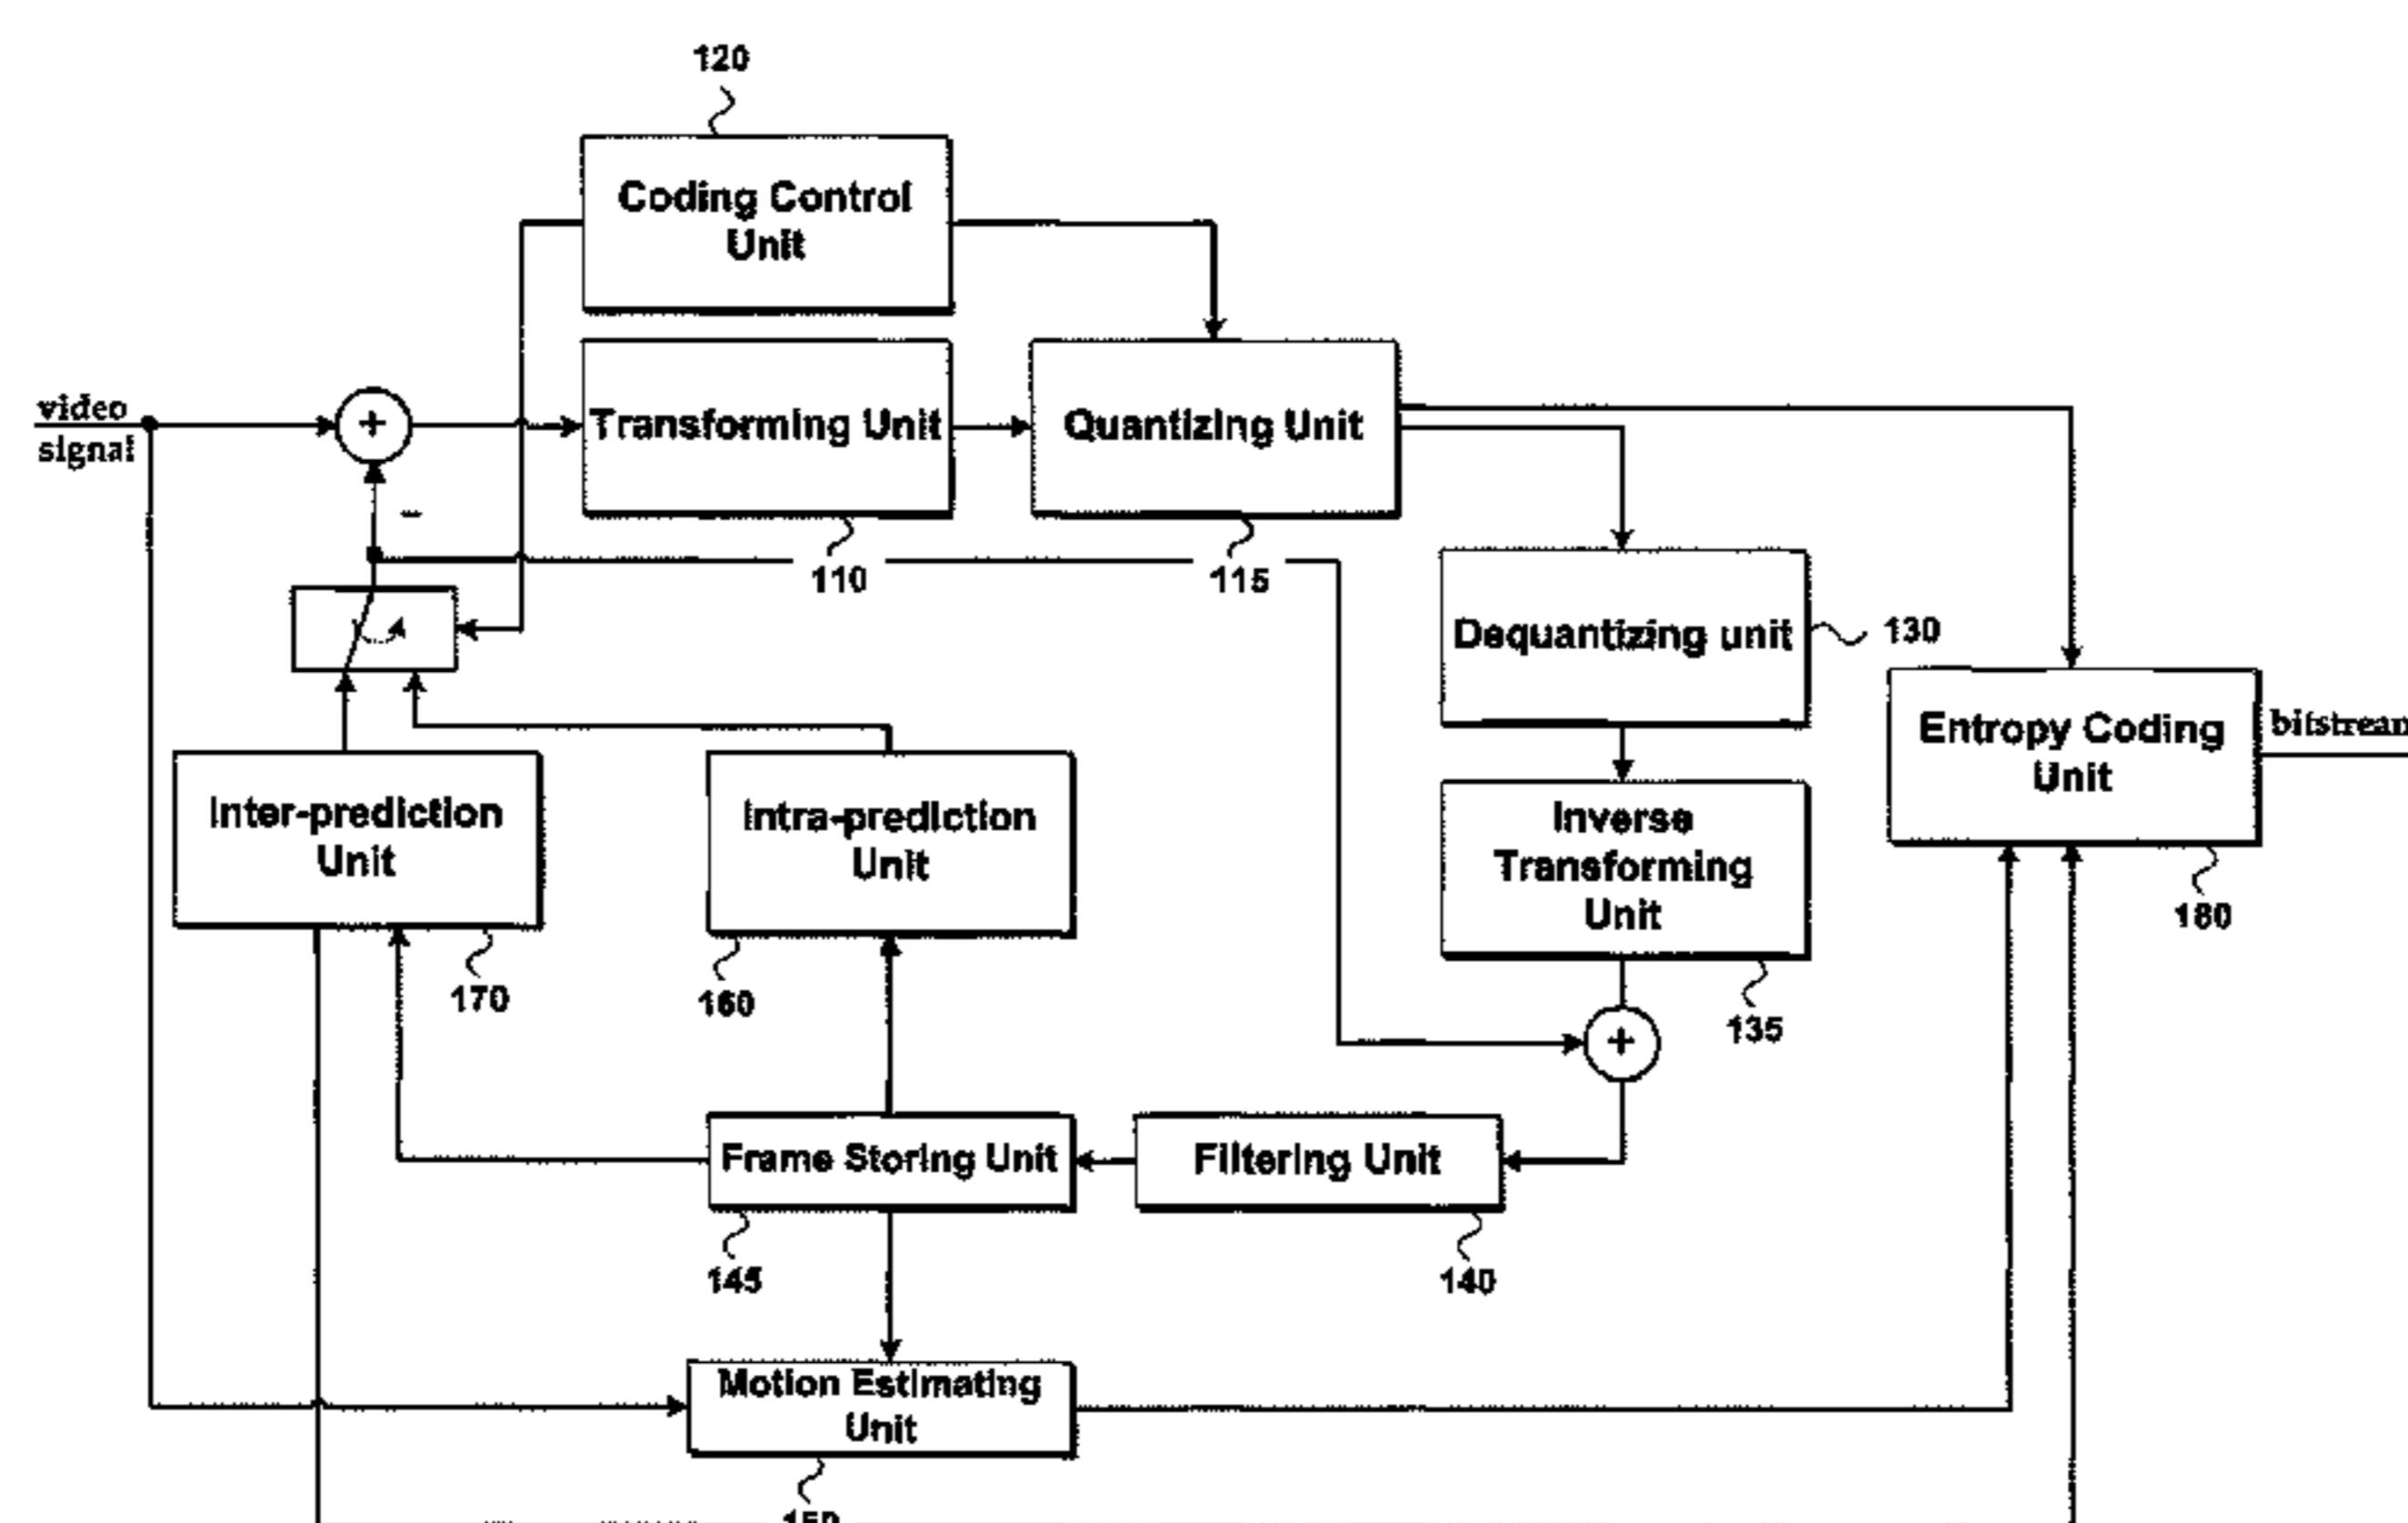 120
Coding Control
Unit
video
signal
+
Transforming Unit
Quantizing Unit
-
110
115
Dequantizing unit
130
Entropy Coding
Unit
bitstream
Inter-prediction
Unit
Intra-prediction
Unit
Inverse
Transforming
Unit
180
170
160
135
+
Frame Storing Unit
Filtering Unit
145
140
Motion Estimating
Unit
150